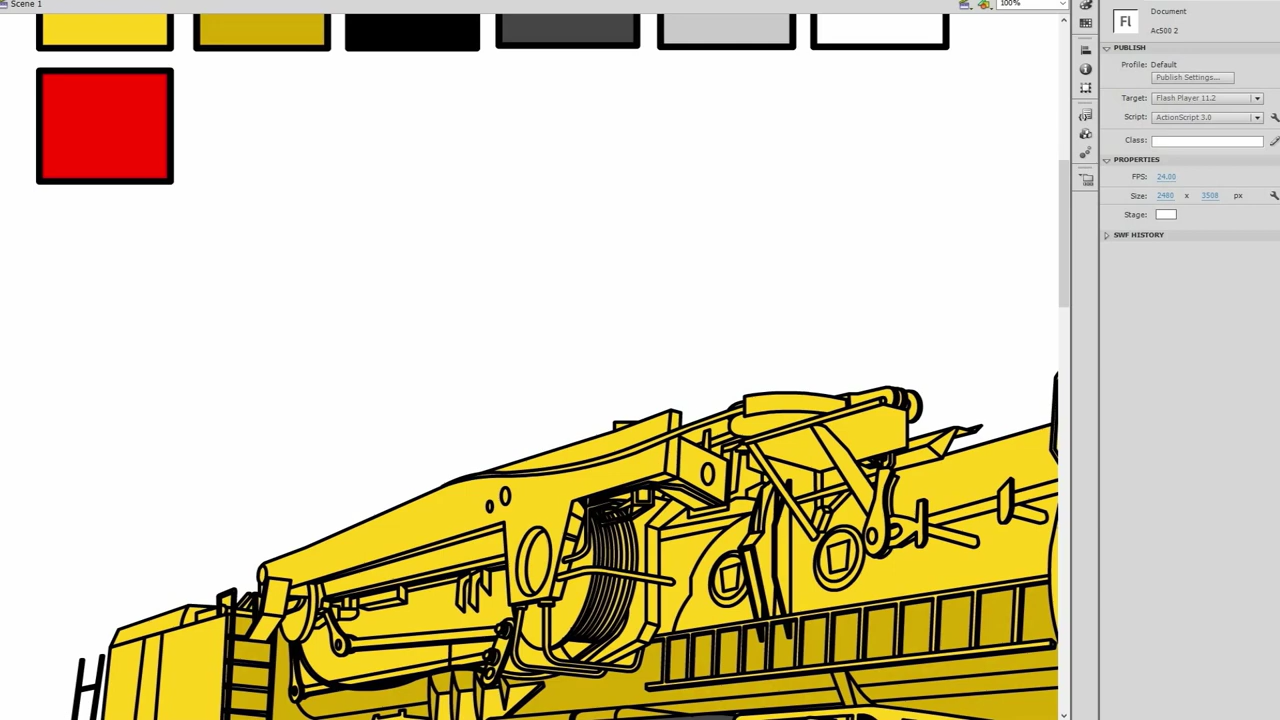 Scene 1
100%
Fl
Document
Ac500 2
PUBLISH
Profile: Default
Publish Settings...
Target: Flash Player 11.2
Script: ActionScript 3.0
Class:
PROPERTIES
FPS: 24.00
Size: 2480 x 3508 px
Stage:
SWF HISTORY